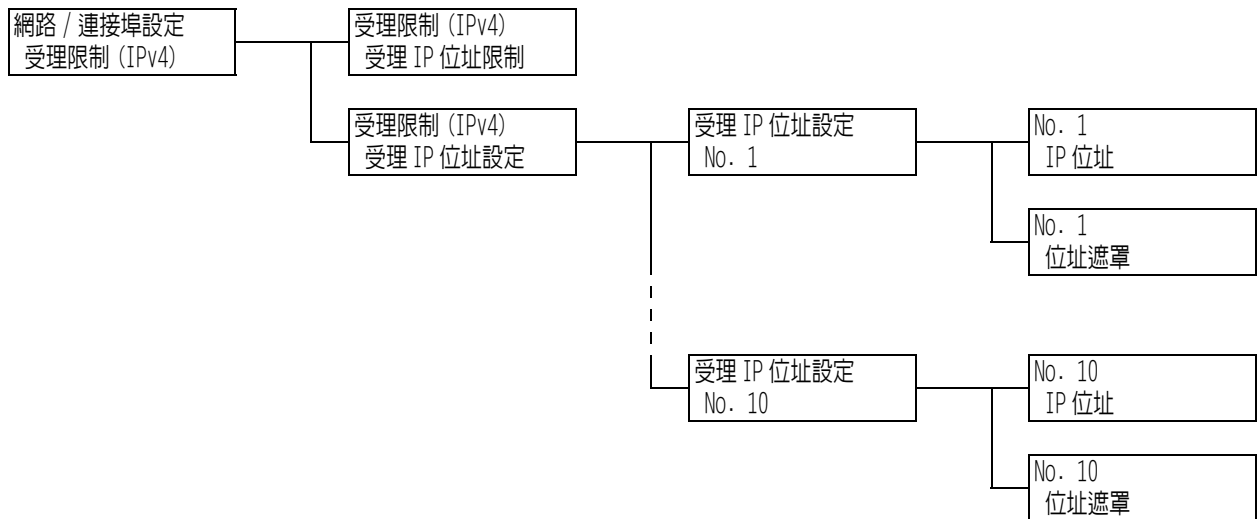 網路 / 連接埠設定
受理限制 (IPv4)
受理限制 (IPv4)
受理 IP 位址限制
受理限制 (IPv4)
受理 IP 位址設定
受理 IP 位址設定
No. 1
No. 1
IP 位址
No. 1
位址遮罩
受理 IP 位址設定
No. 10
No. 10
IP 位址
No. 10
位址遮罩